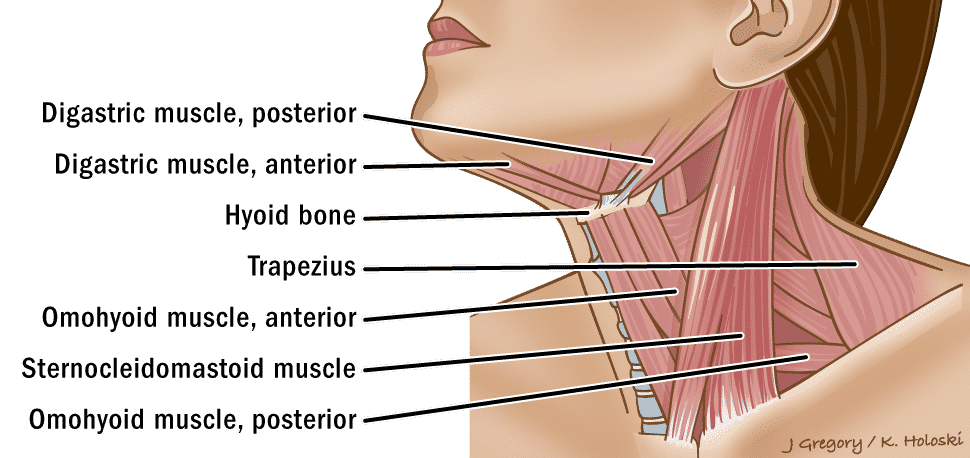 Digastric muscle, posterior
Digastric muscle, anterior
Hyoid bone
Trapezius
Omohyoid muscle, anterior
Sternocleidomastoid muscle
Omohyoid muscle, posterior
J Gregory / K. Holoski